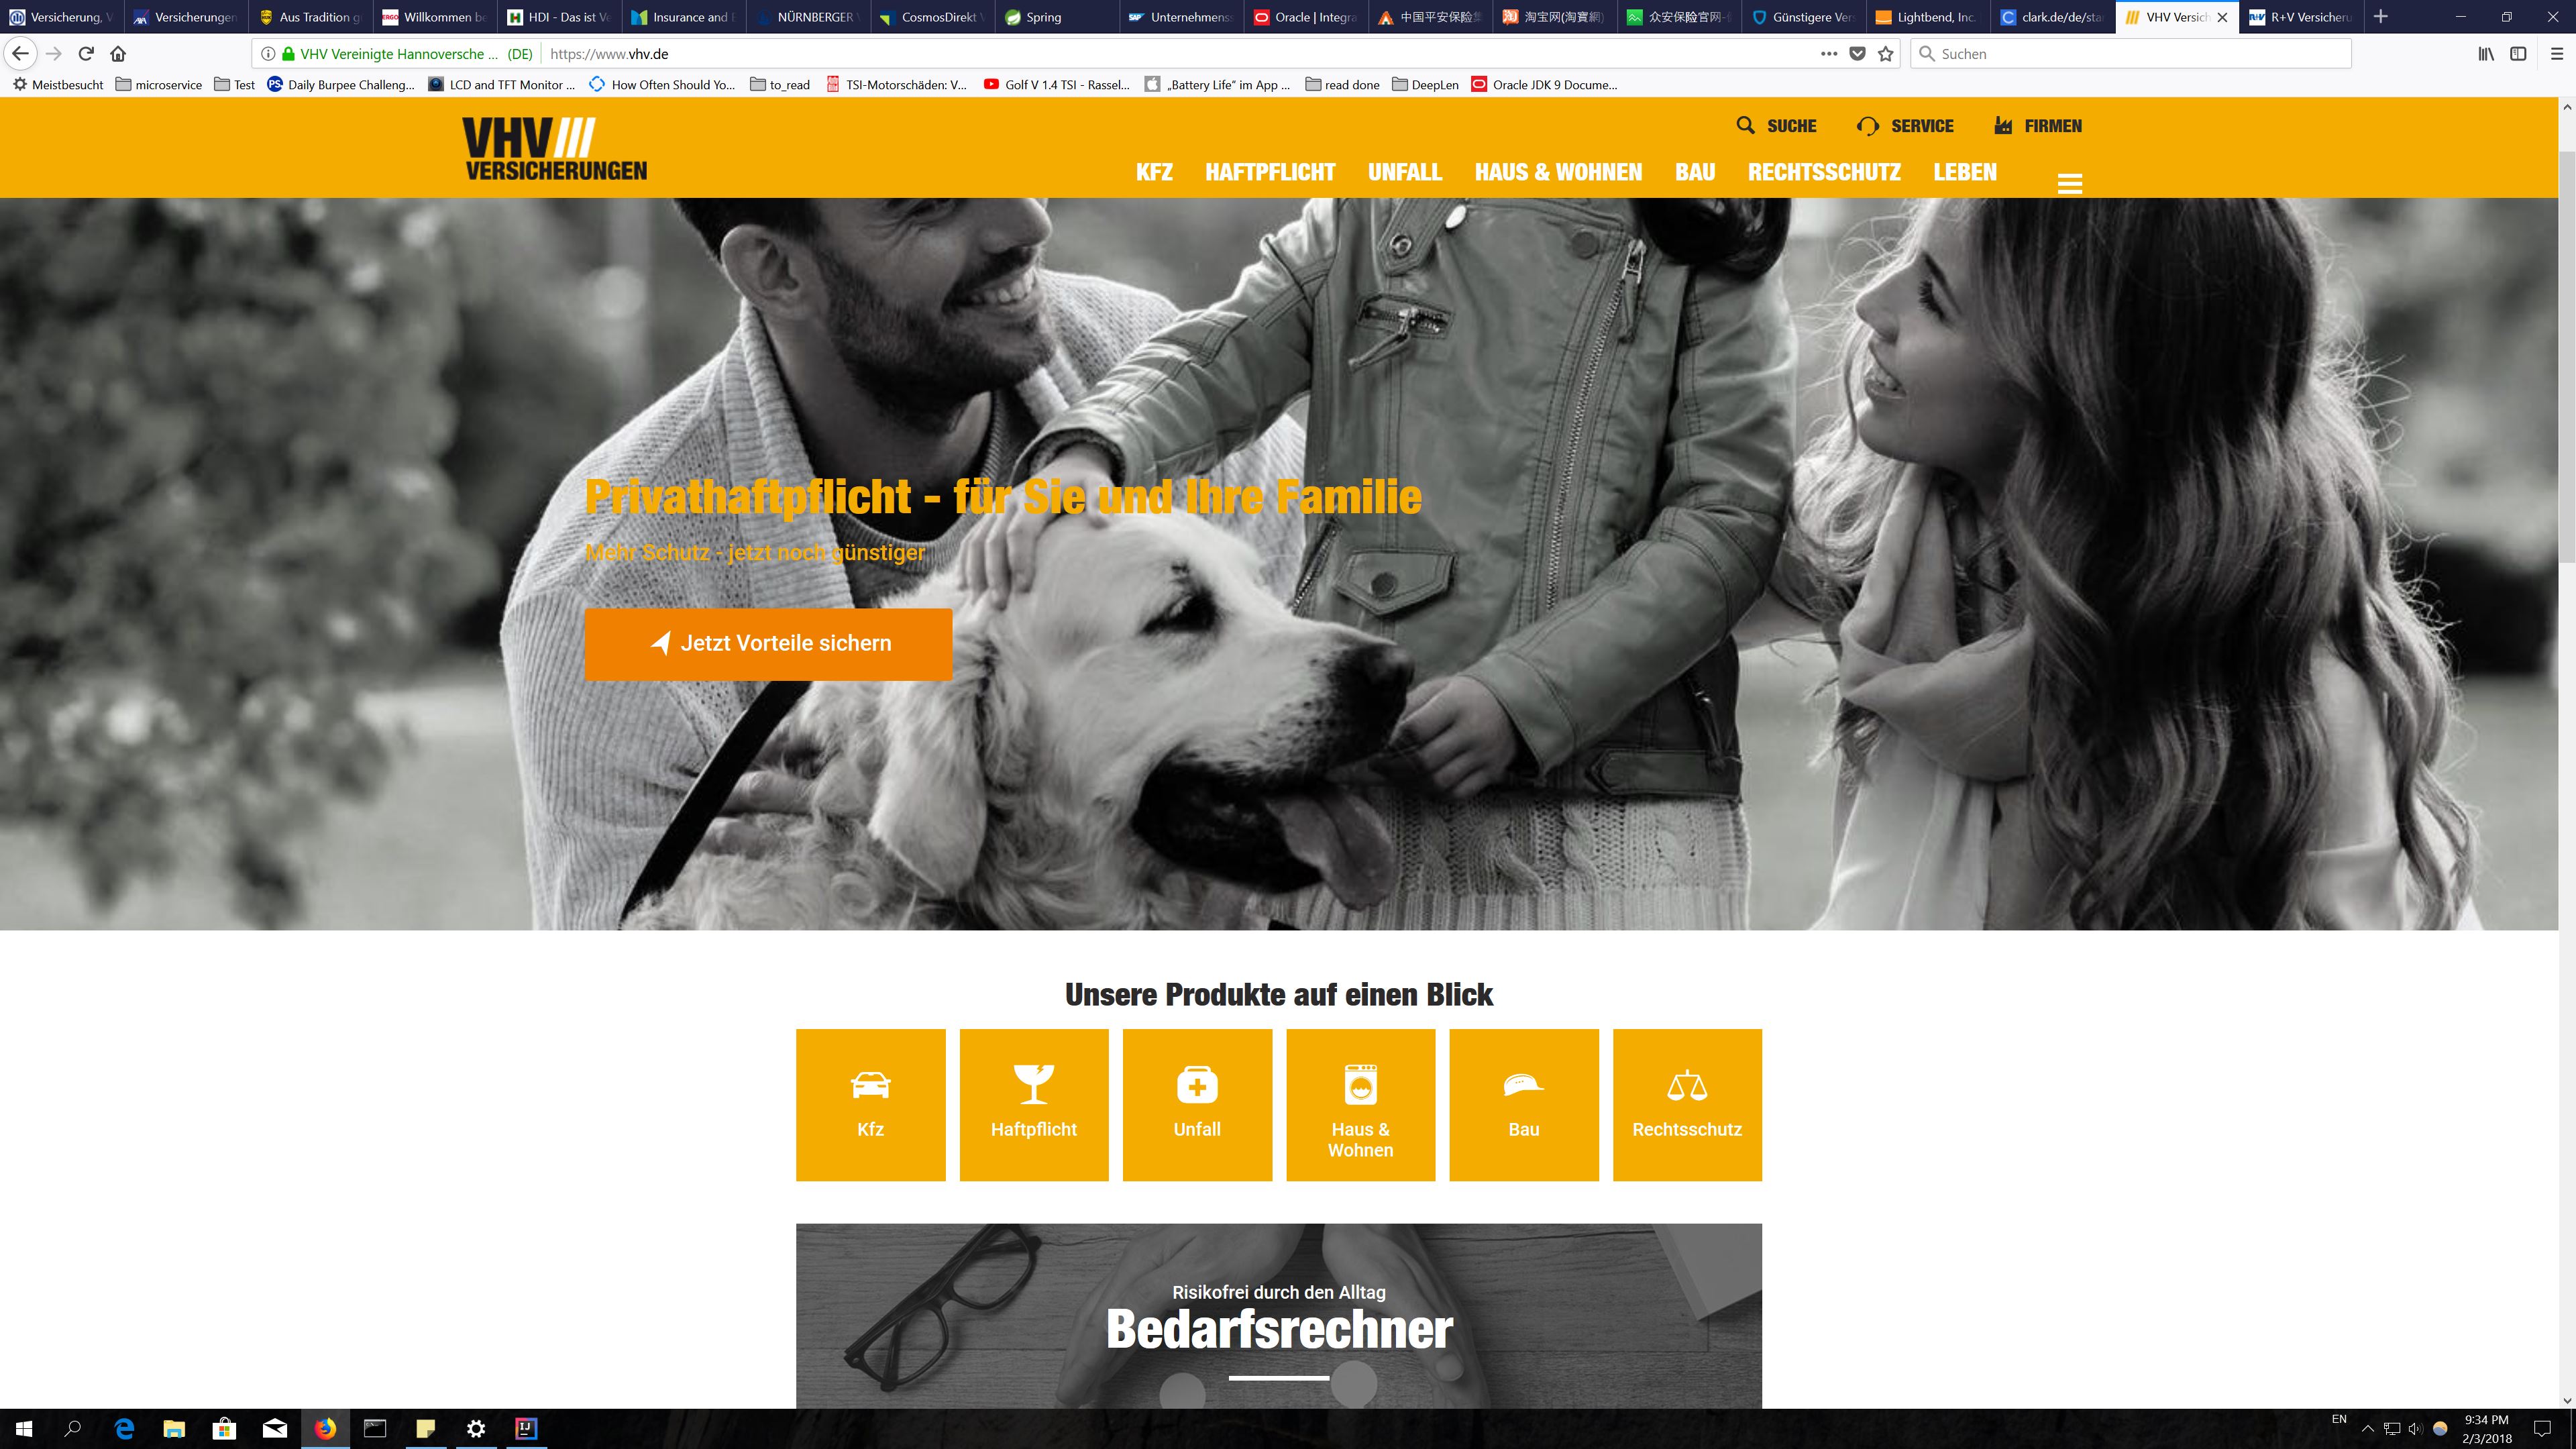 Versicherung, V
Versicherungen
Aus Tradition g
Willkommen be
HDI - Das ist Ve
Insurance and
NÜRNBERGER
CosmosDirekt
Spring
Unternehmenss
Oracle | Integra
中国平安保险集
淘宝网(淘寶網)
众安保险官网-
Günstigere Ver
Lightbend, Inc.
clark.de/de/sta
VHV Versich
R+V Versicheru
VHV Vereinigte Hannoversche ... (DE) https://www.vhv.de
Suchen
Meistbesucht microservice Test Daily Burpee Challeng... LCD and TFT Monitor ... How Often Should Yo... to_read TSI-Motorschäden: V... Golf V 1.4 TSI - Rassel... „Battery Life“ im App ... read done DeepLen Oracle JDK 9 Docume...
VHV
VERSICHERUNGEN
SUCHE SERVICE FIRMEN
KFZ HAFTPFLICHT UNFALL HAUS & WOHNEN BAU RECHTSSCHUTZ LEBEN
Privathaftpflicht - für Sie und Ihre Familie
Mehr Schutz - jetzt noch günstiger
Jetzt Vorteile sichern
Unsere Produkte auf einen Blick
Kfz
Haftpflicht
Unfall
Haus &
Wohnen
Bau
Rechtsschutz
Risikofrei durch den Alltag
Bedarfsrechner
EN
9:34 PM
2/3/2018